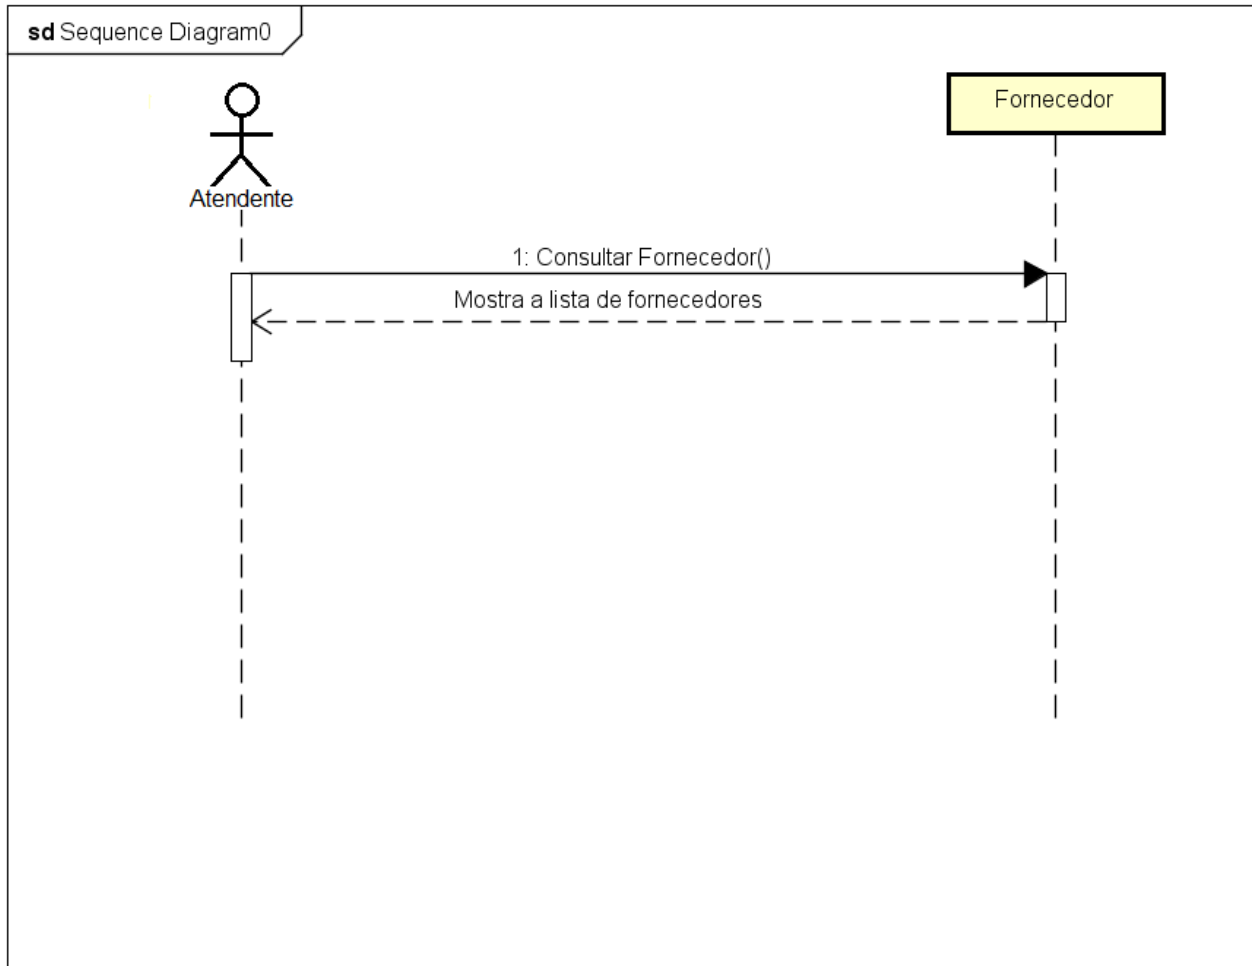 sd Sequence Diagram0
Fornecedor
Atendente
1: Consultar Fornecedor()
Mostra a lista de fornecedores